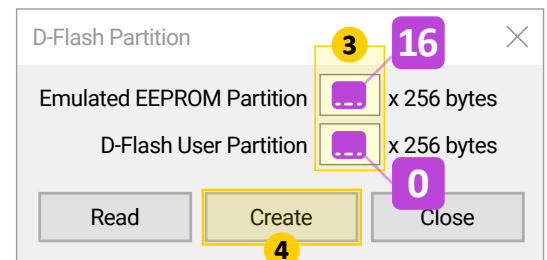 D-Flash Partition
3
16
Emulated EEPROM Partition x 256 bytes
D-Flash User Partition x 256 bytes
0
Read Create Close
4